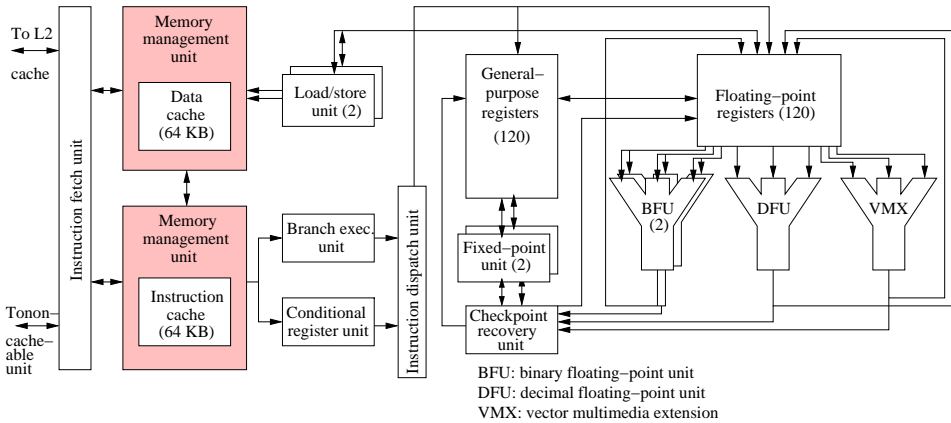 To L2
cache
Instruction fetch unit
Tonon–
cache–
able unit
Memory
management
unit
Data
cache
(64 KB)
Memory
management
unit
Instruction
cache
(64 KB)
Load/store
unit (2)
Branch exec.
unit
Conditional
register unit
Instruction dispatch unit
General–
purpose
registers
(120)
Fixed–point
unit (2)
Checkpoint
recovery
unit
Floating–point
registers (120)
BFU
(2)
DFU
VMX
BFU: binary floating–point unit
DFU: decimal floating–point unit
VMX: vector multimedia extension